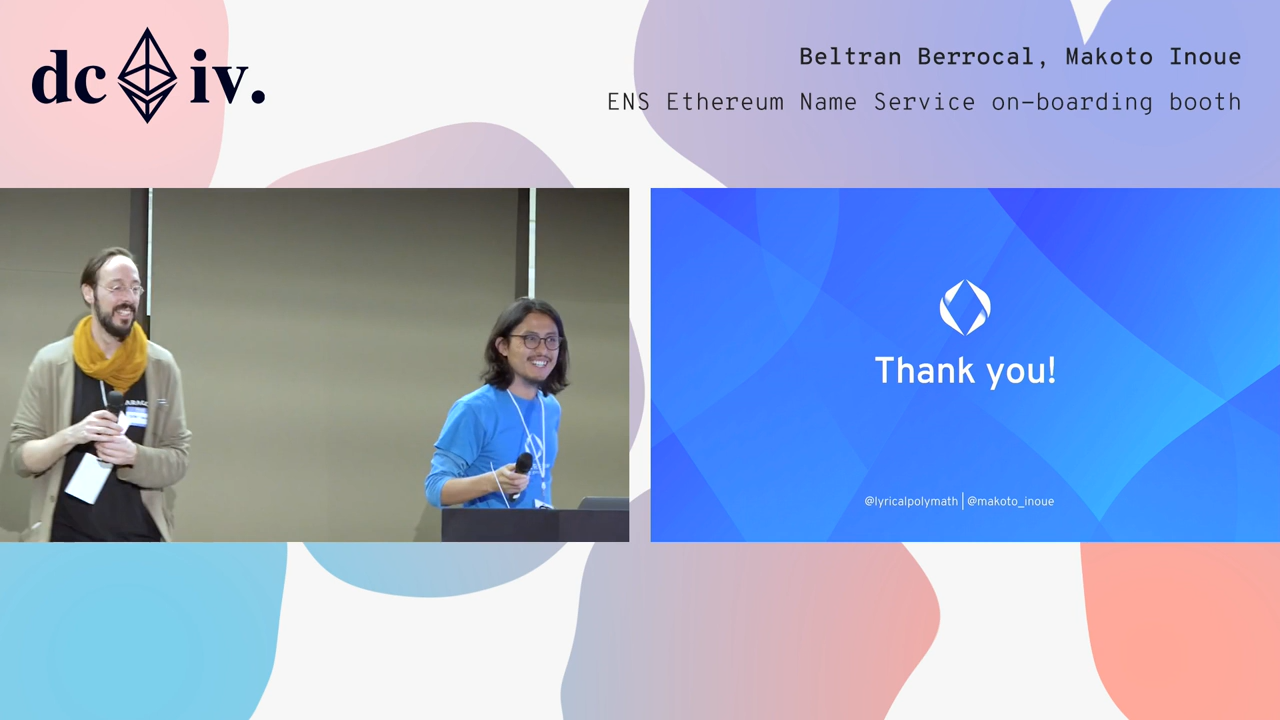 dc iv.
Beltran Berrocal, Makoto Inoue
ENS Ethereum Name Service on-boarding booth
Thank you!
@lyricalpolymath | @makoto_inoue